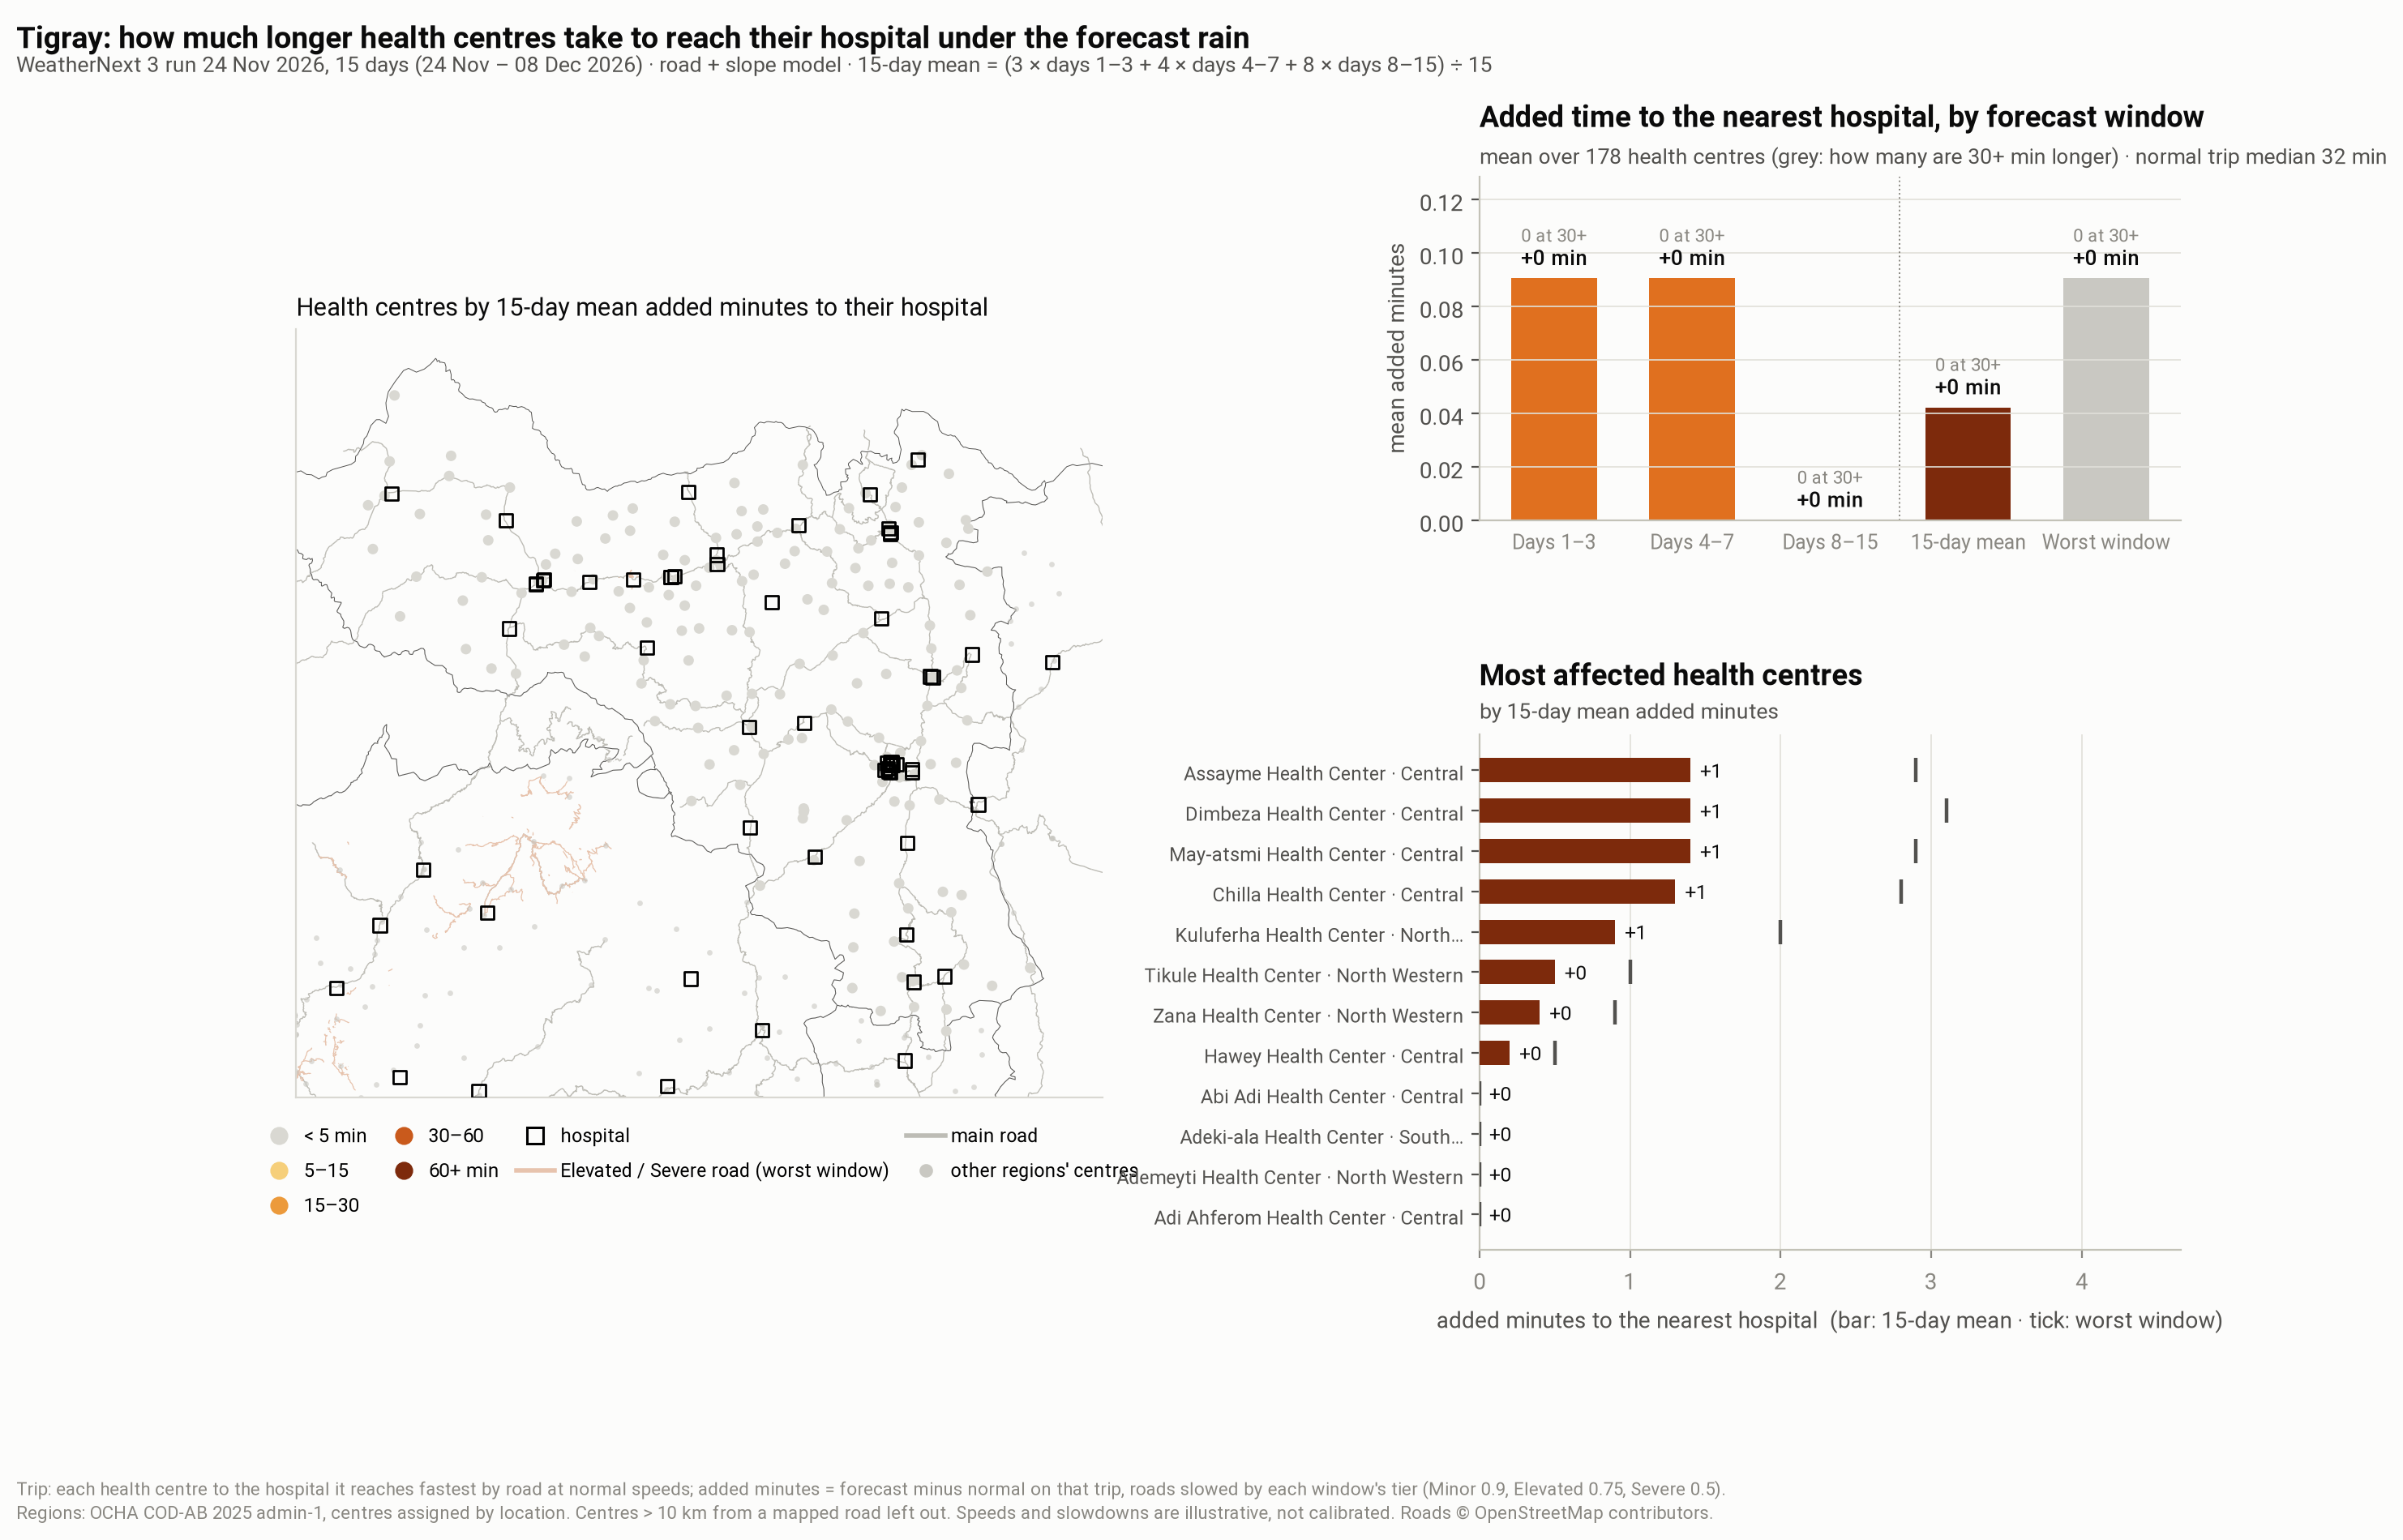 Tigray: how much longer health centres take to reach their hospital under the forecast rain
WeatherNext 3 run 24 Nov 2026, 15 days (24 Nov – 08 Dec 2026) · road + slope model · 15-day mean = (3 × days 1–3 + 4 × days 4–7 + 8 × days 8–15) ÷ 15
Health centres by 15-day mean added minutes to their hospital
< 5 min
5–15
15–30
30–60
60+ min
hospital
Elevated / Severe road (worst window)
main road
other regions' centres
Added time to the nearest hospital, by forecast window
mean over 178 health centres (grey: how many are 30+ min longer) · normal trip median 32 min
mean added minutes
0.12
0.10
0.08
0.06
0.04
0.02
0.00
0 at 30+
+0 min
0 at 30+
+0 min
0 at 30+
+0 min
0 at 30+
+0 min
0 at 30+
+0 min
Days 1–3
Days 4–7
Days 8–15
15-day mean
Worst window
Most affected health centres
by 15-day mean added minutes
Assayme Health Center · Central
+1
Dimbeza Health Center · Central
+1
May-atsmi Health Center · Central
+1
Chilla Health Center · Central
+1
Kuluferha Health Center · North...
+1
Tikule Health Center · North Western
+0
Zana Health Center · North Western
+0
Hawey Health Center · Central
+0
Abi Adi Health Center · Central
+0
Adeki-ala Health Center · South...
+0
Ademeyti Health Center · North Western
+0
Adi Ahferom Health Center · Central
+0
0
1
2
3
4
added minutes to the nearest hospital (bar: 15-day mean · tick: worst window)
Trip: each health centre to the hospital it reaches fastest by road at normal speeds; added minutes = forecast minus normal on that trip, roads slowed by each window's tier (Minor 0.9, Elevated 0.75, Severe 0.5).
Regions: OCHA COD-AB 2025 admin-1, centres assigned by location. Centres > 10 km from a mapped road left out. Speeds and slowdowns are illustrative, not calibrated. Roads © OpenStreetMap contributors.